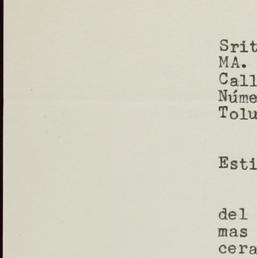 Srit
MA.
Call
Núme
Tolu
Esti
del
mas
cera